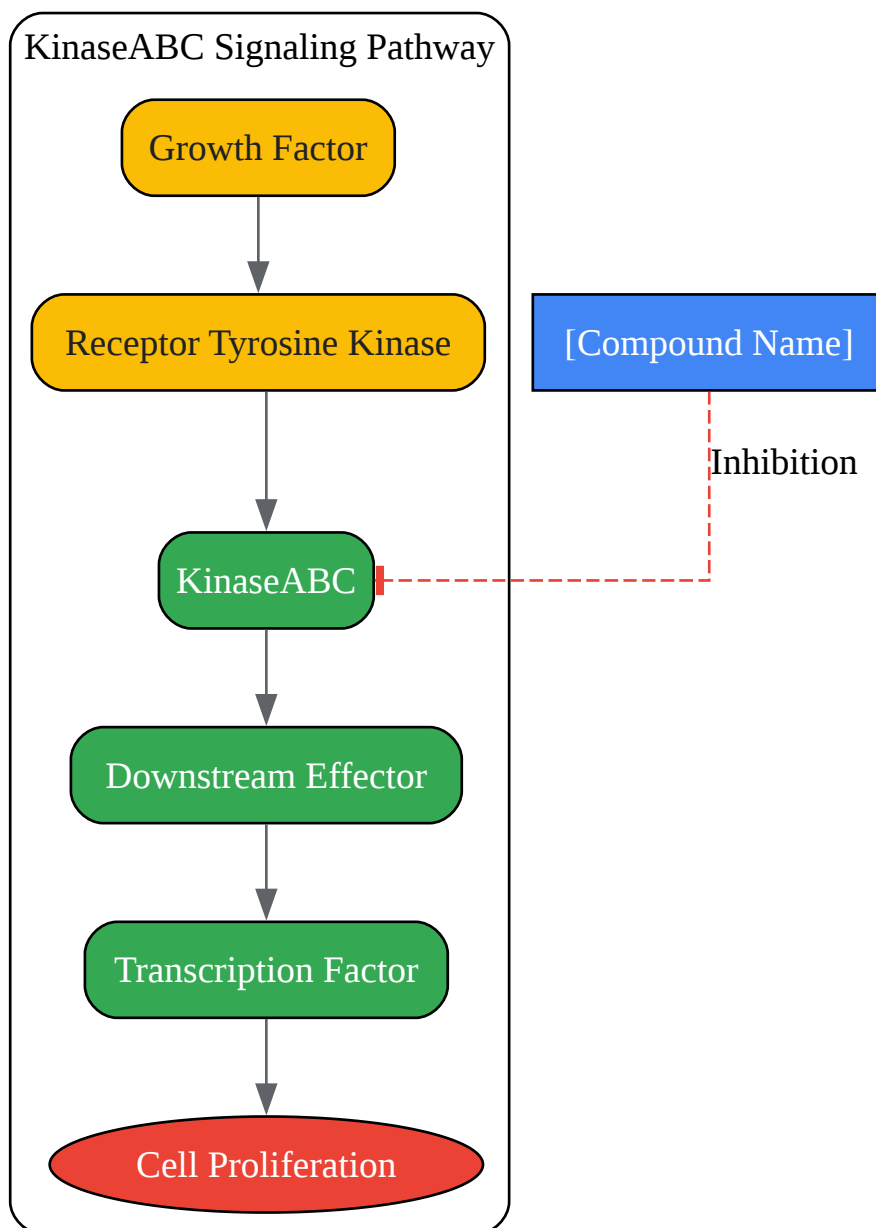 KinaseABC Signaling Pathway
Growth Factor
Receptor Tyrosine Kinase
[Compound Name]
Inhibition
KinaseABC
Downstream Effector
Transcription Factor
Cell Proliferation